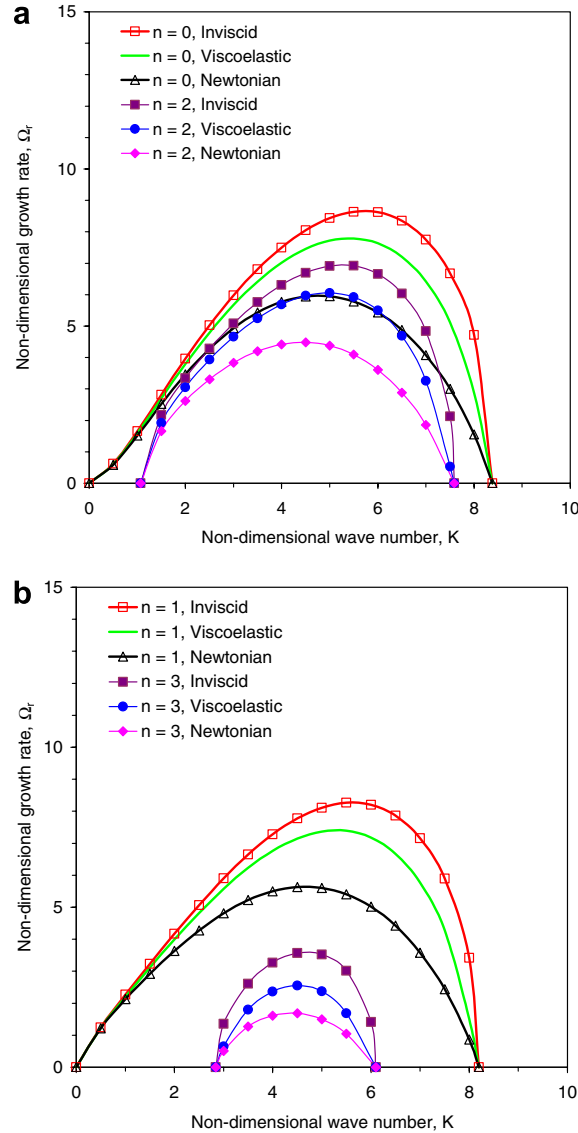 a
15
10
5
0
0
2
4
6
8
10
n = 0, Inviscid
n = 0, Viscoelastic
n = 0, Newtonian
n = 2, Inviscid
n = 2, Viscoelastic
n = 2, Newtonian
Non-dimensional growth rate, Ωr
Non-dimensional wave number, K
b
15
10
5
0
0
2
4
6
8
10
n = 1, Inviscid
n = 1, Viscoelastic
n = 1, Newtonian
n = 3, Inviscid
n = 3, Viscoelastic
n = 3, Newtonian
Non-dimensional growth rate, Ωr
Non-dimensional wave number, K